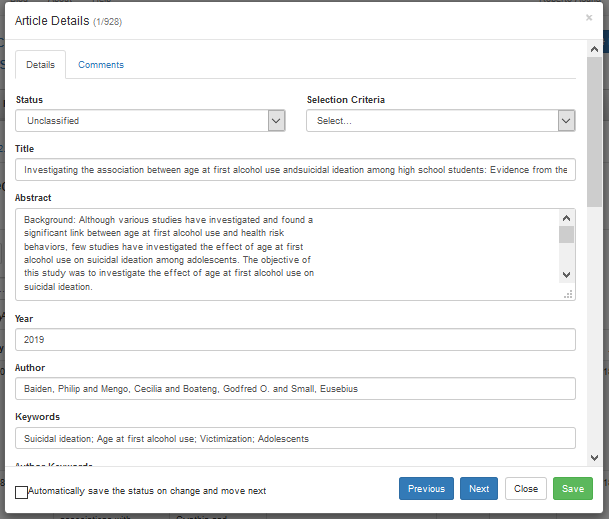 Article Details (1/928)
×
Details
Comments
Status
Selection Criteria
Unclassified
Select...
Title
Investigating the association between age at first alcohol use andsuicidal ideation among high school students: Evidence from the
Abstract
Background: Although various studies have investigated and found a
significant link between age at first alcohol use and health risk
behaviors, few studies have investigated the effect of age at first
alcohol use on suicidal ideation among adolescents. The objective of
this study was to investigate the effect of age at first alcohol use on
suicidal ideation.
Year
2019
Author
Baiden, Philip and Mengo, Cecilia and Boateng, Godfred O. and Small, Eusebius
Keywords
Suicidal ideation; Age at first alcohol use; Victimization; Adolescents
Author Keywords
Automatically save the status on change and move next
Previous
Next
Close
Save